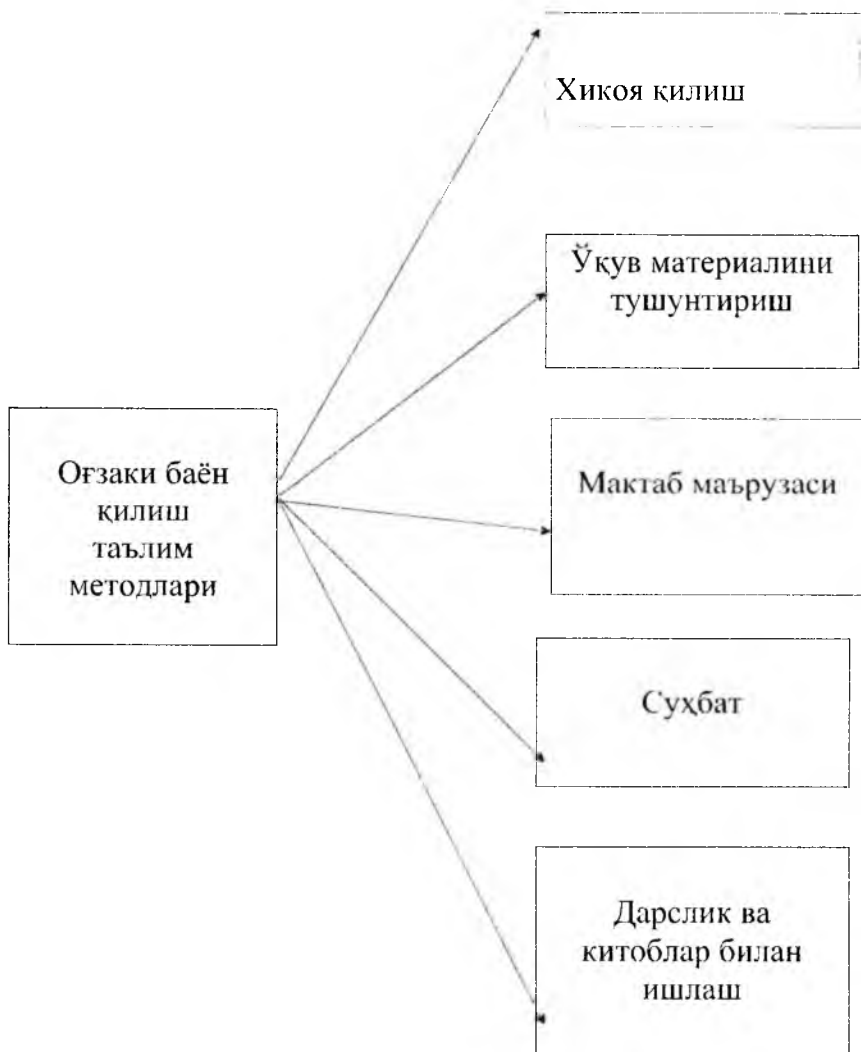 Хикоя қилиш
Ўқув материалини
тушунтириш
Оғзаки баён
қилиш
таълим
методлари
Мактаб маърузаси
Суҳбат
Дарслик ва
китоблар билан
ишлаш